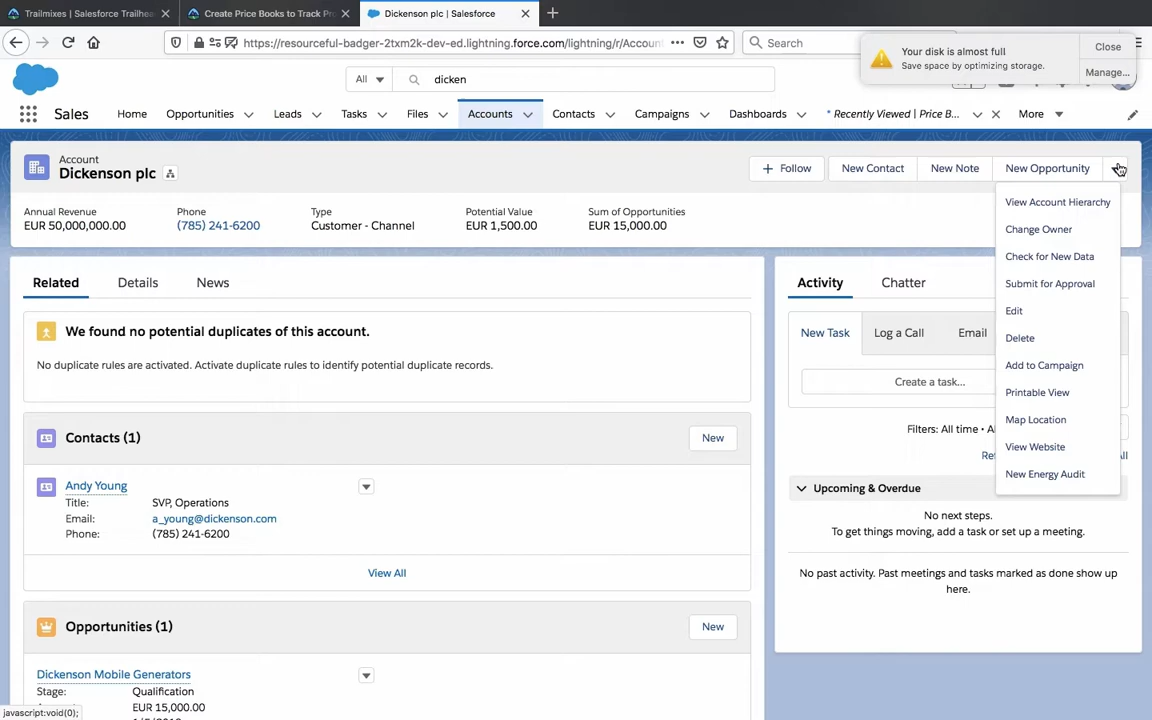 Trailmixes | Salesforce Trailhea
Create Price Books to Track Pr
Dickenson plc | Salesforce
https://resourceful-badger-2txm2k-dev-ed.lightning.force.com/lightning/r/Accoun
Search
Your disk is almost full
Save space by optimizing storage.
Close
Manage...
All
dicken
Sales
Home
Opportunities
Leads
Tasks
Files
Accounts
Contacts
Campaigns
Dashboards
* Recently Viewed | Price B...
More
Account
Dickenson plc
Follow
New Contact
New Note
New Opportunity
Annual Revenue
EUR 50,000,000.00
Phone
(785) 241-6200
Type
Customer - Channel
Potential Value
EUR 1,500.00
Sum of Opportunities
EUR 15,000.00
View Account Hierarchy
Change Owner
Check for New Data
Submit for Approval
Edit
Delete
Add to Campaign
Printable View
Map Location
View Website
New Energy Audit
Related
Details
News
We found no potential duplicates of this account.
No duplicate rules are activated. Activate duplicate rules to identify potential duplicate records.
Contacts (1)
New
Andy Young
Title: SVP, Operations
Email: a_young@dickenson.com
Phone: (785) 241-6200
View All
Opportunities (1)
New
Dickenson Mobile Generators
Stage: Qualification
EUR 15,000.00
Activity
Chatter
New Task
Log a Call
Email
Create a task...
Filters: All time • Al
Upcoming & Overdue
No next steps.
To get things moving, add a task or set up a meeting.
No past activity. Past meetings and tasks marked as done show up
here.
javascript:void(0);